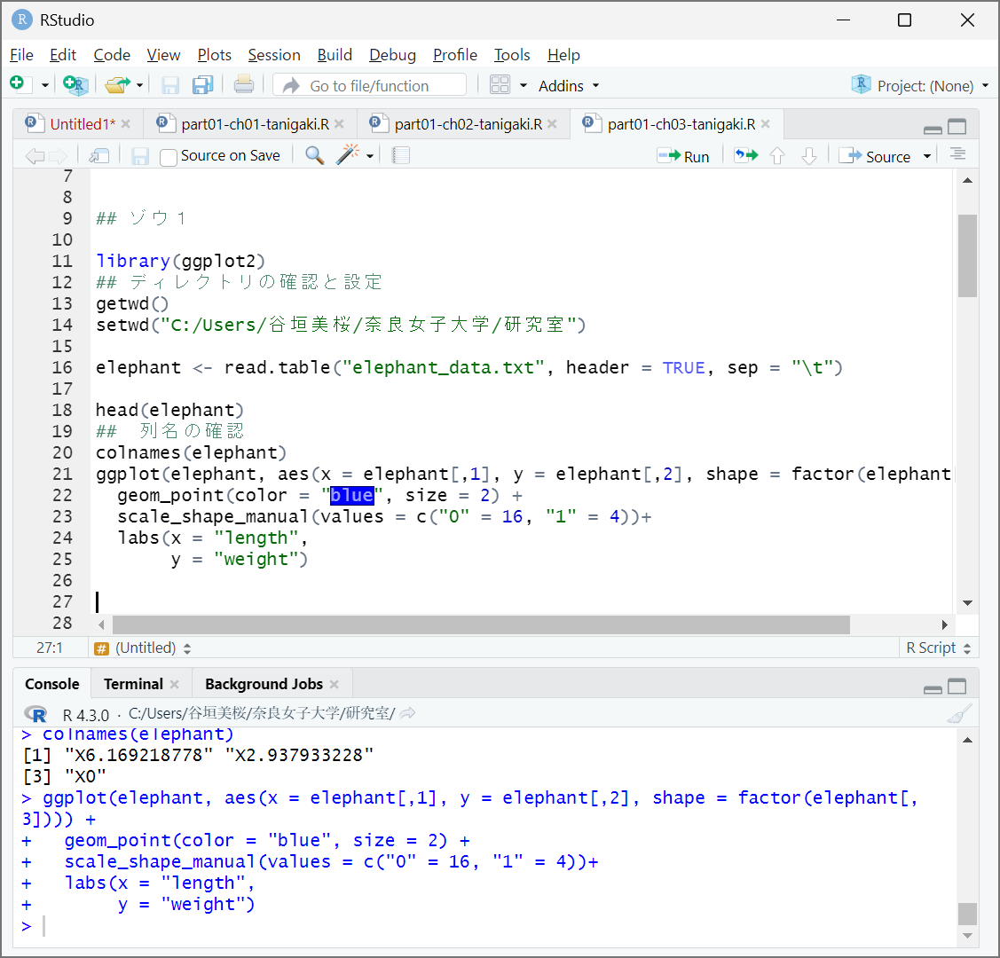 RStudio
File Edit Code View Plots Session Build Debug Profile Tools Help
Go to file/function Addins Project: (None)
Untitled1* part01-ch01-tanigaki.R part01-ch02-tanigaki.R part01-ch03-tanigaki.R
Source on Save Run Source
7
8
9 ## ゾウ１
10
11 library(ggplot2)
12 ## ディレクトリの確認と設定
13 getwd()
14 setwd("C:/Users/谷垣美桜/奈良女子大学/研究室")
15
16 elephant <- read.table("elephant_data.txt", header = TRUE, sep = "\t")
17
18 head(elephant)
19 ##　列名の確認
20 colnames(elephant)
21 ggplot(elephant, aes(x = elephant[,1], y = elephant[,2], shape = factor(elephant
22 geom_point(color = "blue", size = 2) +
23 scale_shape_manual(values = c("0" = 16, "1" = 4))+
24 labs(x = "length",
25 y = "weight")
26
27
28
27:1 # (Untitled) R Script
Console Terminal Background Jobs
R R 4.3.0 · C:/Users/谷垣美桜/奈良女子大学/研究室/
> colnames(elephant)
[1] "X6.169218778" "X2.937933228"
[3] "X0"
> ggplot(elephant, aes(x = elephant[,1], y = elephant[,2], shape = factor(elephant[,
3]))) +
+ geom_point(color = "blue", size = 2) +
+ scale_shape_manual(values = c("0" = 16, "1" = 4))+
+ labs(x = "length",
+ y = "weight")
>